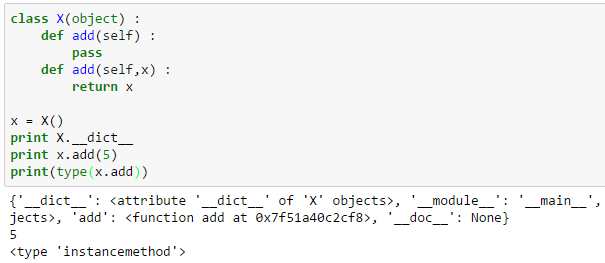 class X(object) :
    def add(self) :
        pass
    def add(self,x) :
        return x
x = X()
print X.__dict__
print x.add(5)
print(type(x.add))
{'__dict__': <attribute '__dict__' of 'X' objects>, '__module__': '__main__',
jects>, 'add': <function add at 0x7f51a40c2cf8>, '__doc__': None}
5
<type 'instancemethod'>